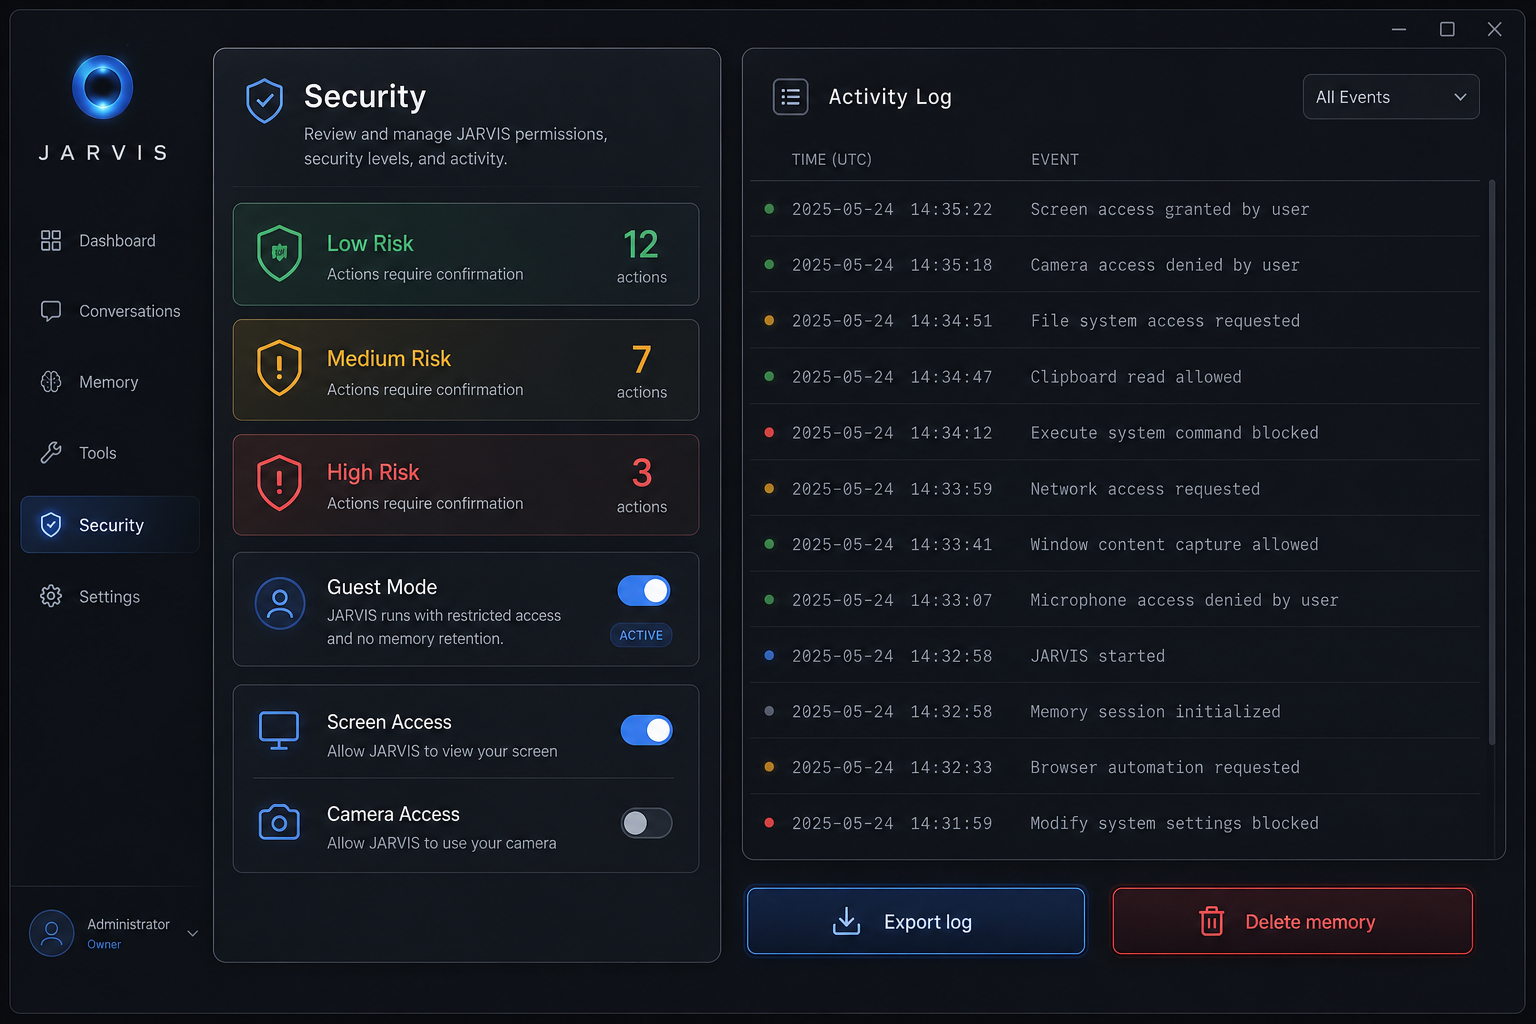 JARVIS
Dashboard
Conversations
Memory
Tools
Security
Settings
Administrator
Owner
Security
Review and manage JARVIS permissions,
security levels, and activity.
Low Risk
Actions require confirmation
12
actions
Medium Risk
Actions require confirmation
7
actions
High Risk
Actions require confirmation
3
actions
Guest Mode
JARVIS runs with restricted access
and no memory retention.
ACTIVE
Screen Access
Allow JARVIS to view your screen
Camera Access
Allow JARVIS to use your camera
Activity Log
All Events
TIME (UTC) EVENT
2025-05-24 14:35:22 Screen access granted by user
2025-05-24 14:35:18 Camera access denied by user
2025-05-24 14:34:51 File system access requested
2025-05-24 14:34:47 Clipboard read allowed
2025-05-24 14:34:12 Execute system command blocked
2025-05-24 14:33:59 Network access requested
2025-05-24 14:33:41 Window content capture allowed
2025-05-24 14:33:07 Microphone access denied by user
2025-05-24 14:32:58 JARVIS started
2025-05-24 14:32:58 Memory session initialized
2025-05-24 14:32:33 Browser automation requested
2025-05-24 14:31:59 Modify system settings blocked
Export log
Delete memory